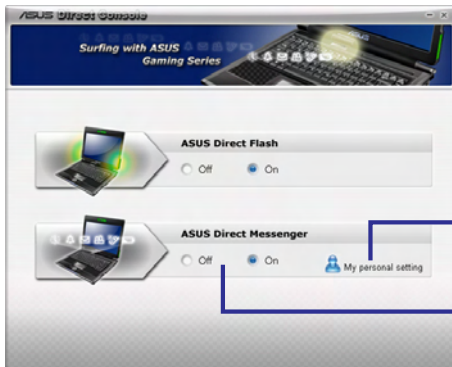 ASUS Direct Console
Surfing with ASUS
Gaming Series
ASUS Direct Flash
Off On
ASUS Direct Messenger
Off On My personal setting